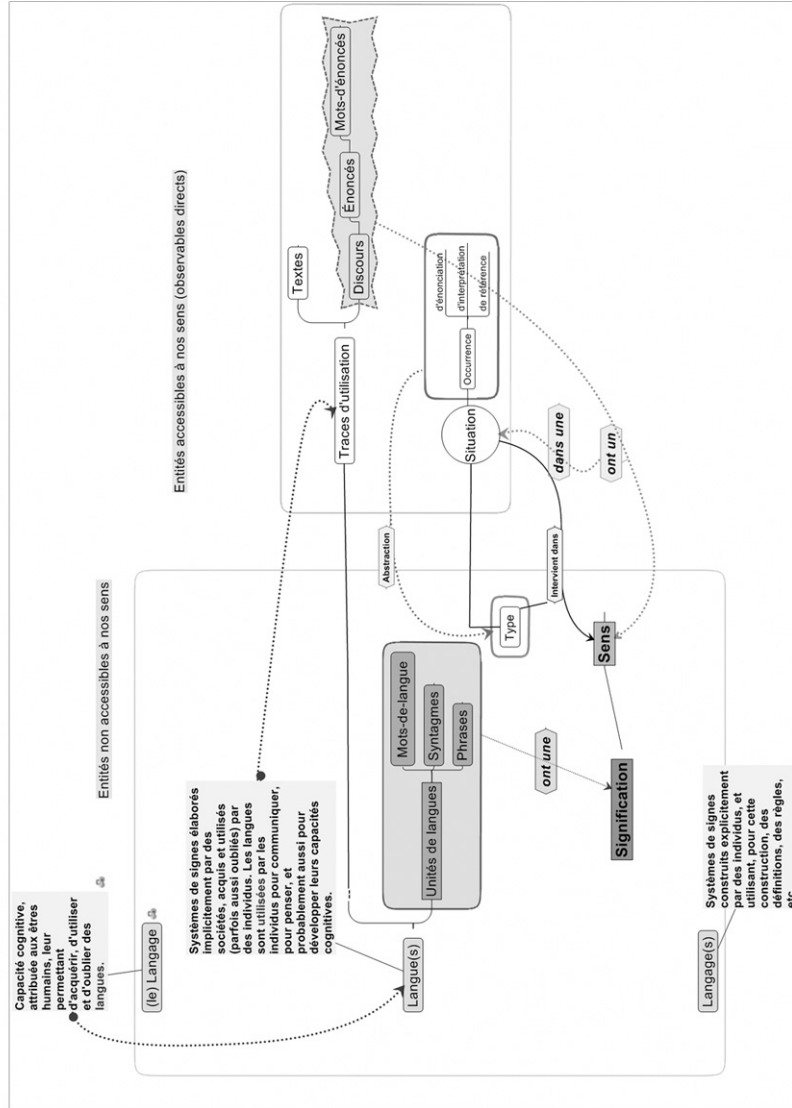 Entités non accessibles à nos sens
Entités accessibles à nos sens (observables directs)
Capacité cognitive,
attribuée aux êtres
humains, leur
permettant
d'acquérir, d'utiliser
et d'oublier des
langues.
(le) Langage
Systèmes de signes élaborés
implicitement par des
sociétés, acquis et utilisés
(parfois aussi oubliés) par
des individus. Les langues
sont utilisées par les
individus pour communiquer,
pour penser, et
probablement aussi pour
développer leurs capacités
cognitives.
Langue(s)
Traces d'utilisation
Textes
Discours
Énoncés
Mots-d'énoncés
Unités de langues
Mots-de-langue
Syntagmes
Phrases
Abstraction
Situation
Occurrence
d'énonciation
d'interprétation
de référence
Type
Intervient dans
dans une
ont un
ont une
Signification
Sens
Langage(s)
Systèmes de signes
construits explicitement
par des individus, et
utilisant, pour cette
construction, des
définitions, des règles,
etc